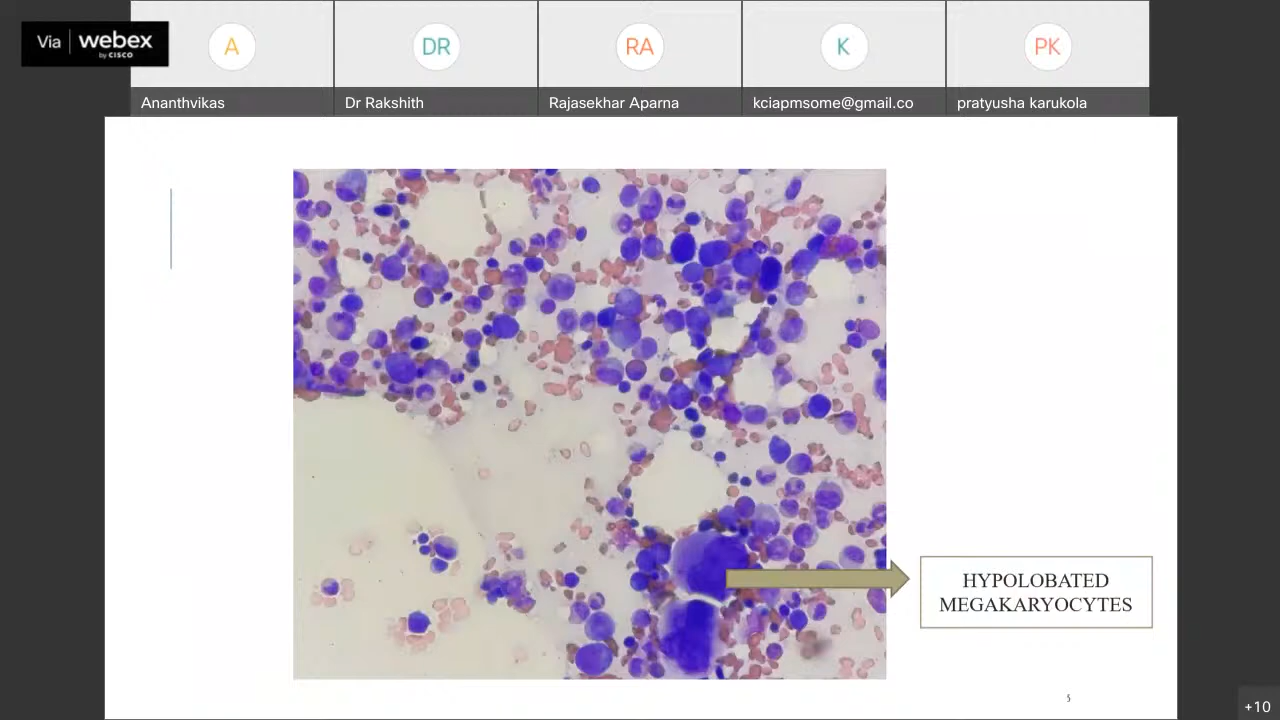 Via webex
by CISCO
A
DR
RA
K
PK
Ananthvikas
Dr Rakshith
Rajasekhar Aparna
kciapmsome@gmail.co
pratyusha karukola
HYPOLOBATED
MEGAKARYOCYTES
5
+10